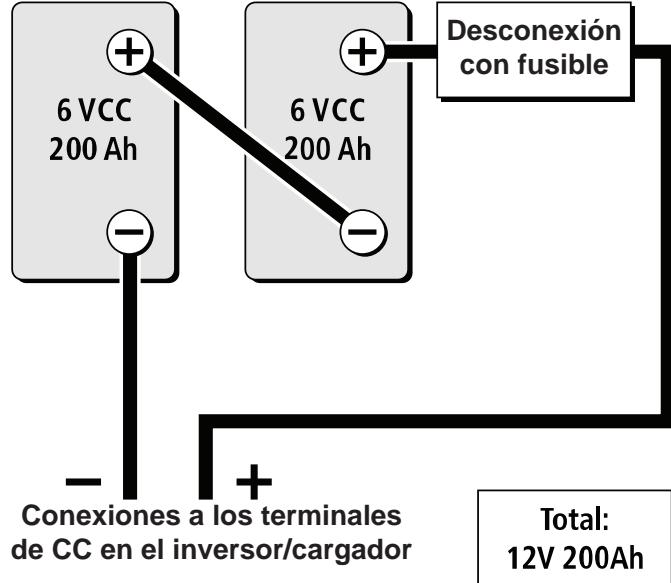 +
6 VCC
200 Ah
−
+
6 VCC
200 Ah
−
Desconexión
con fusible
− +
Conexiones a los terminales
de CC en el inversor/cargador
Total:
12V 200Ah